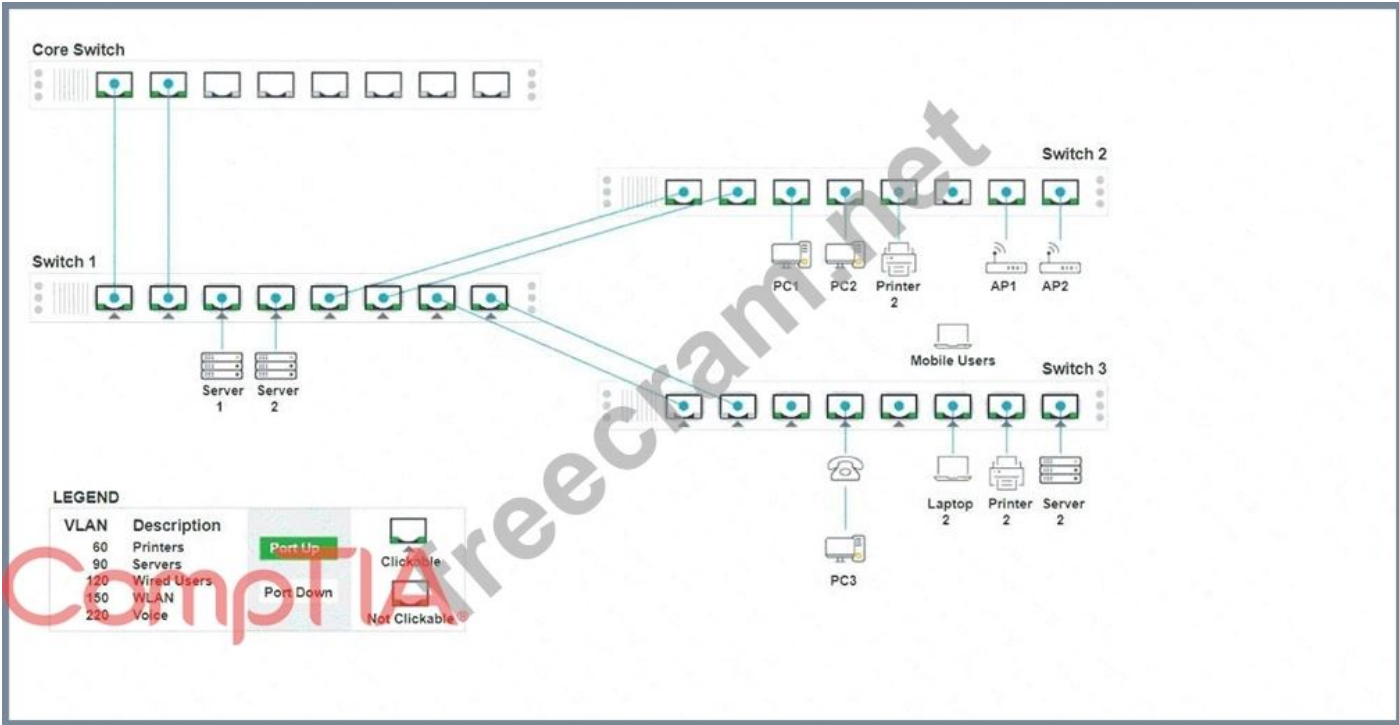 Core Switch
Switch 2
PC1
PC2
Printer
2
AP1
AP2
Switch 1
Server
1
Server
2
Mobile Users
Switch 3
Laptop
2
Printer
2
Server
2
PC3
LEGEND
VLAN Description
60 Printers
90 Servers
120 Wired Users
150 WLAN
220 Voice
Port Up
Port Down
Clickable
Not Clickable
CompTIA®
freecram.net